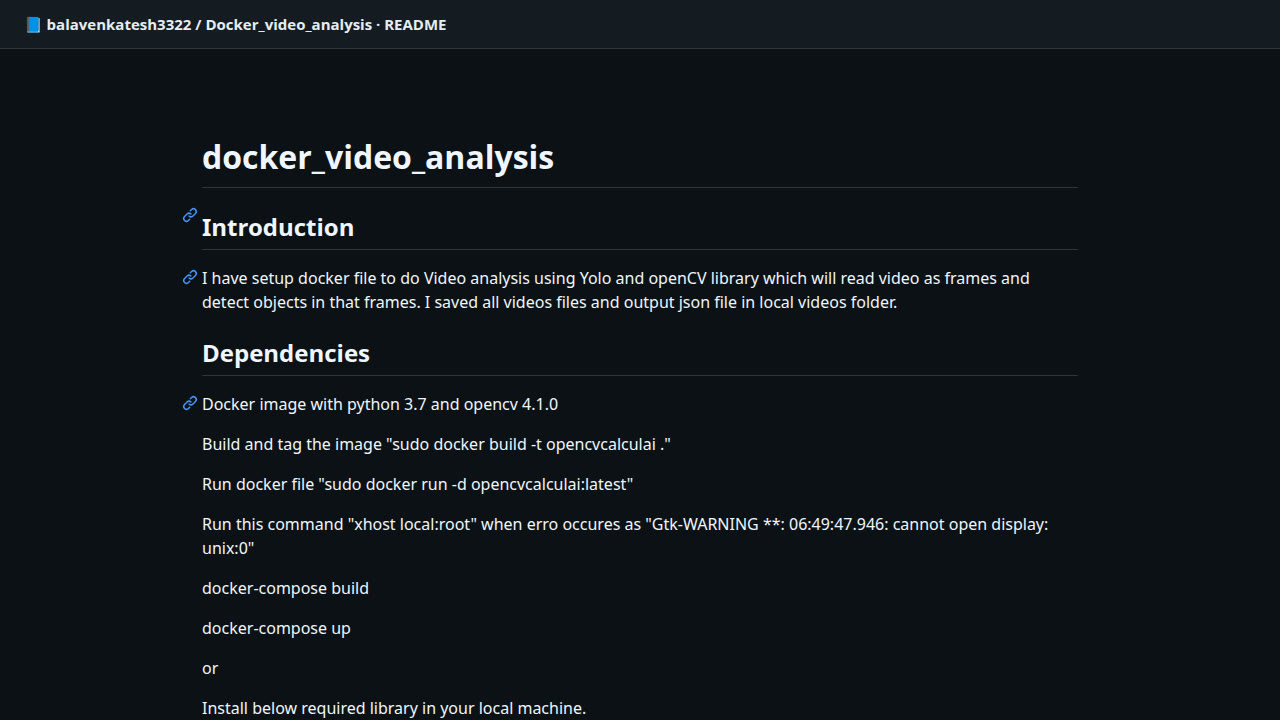 balavenkatesh3322 / Docker_video_analysis · README
docker_video_analysis
Introduction
I have setup docker file to do Video analysis using Yolo and openCV library which will read video as frames and
detect objects in that frames. I saved all videos files and output json file in local videos folder.
Dependencies
Docker image with python 3.7 and opencv 4.1.0
Build and tag the image "sudo docker build -t opencvcalculai ."
Run docker file "sudo docker run -d opencvcalculai:latest"
Run this command "xhost local:root" when erro occures as "Gtk-WARNING **: 06:49:47.946: cannot open display:
unix:0"
docker-compose build
docker-compose up
or
Install below required library in your local machine.